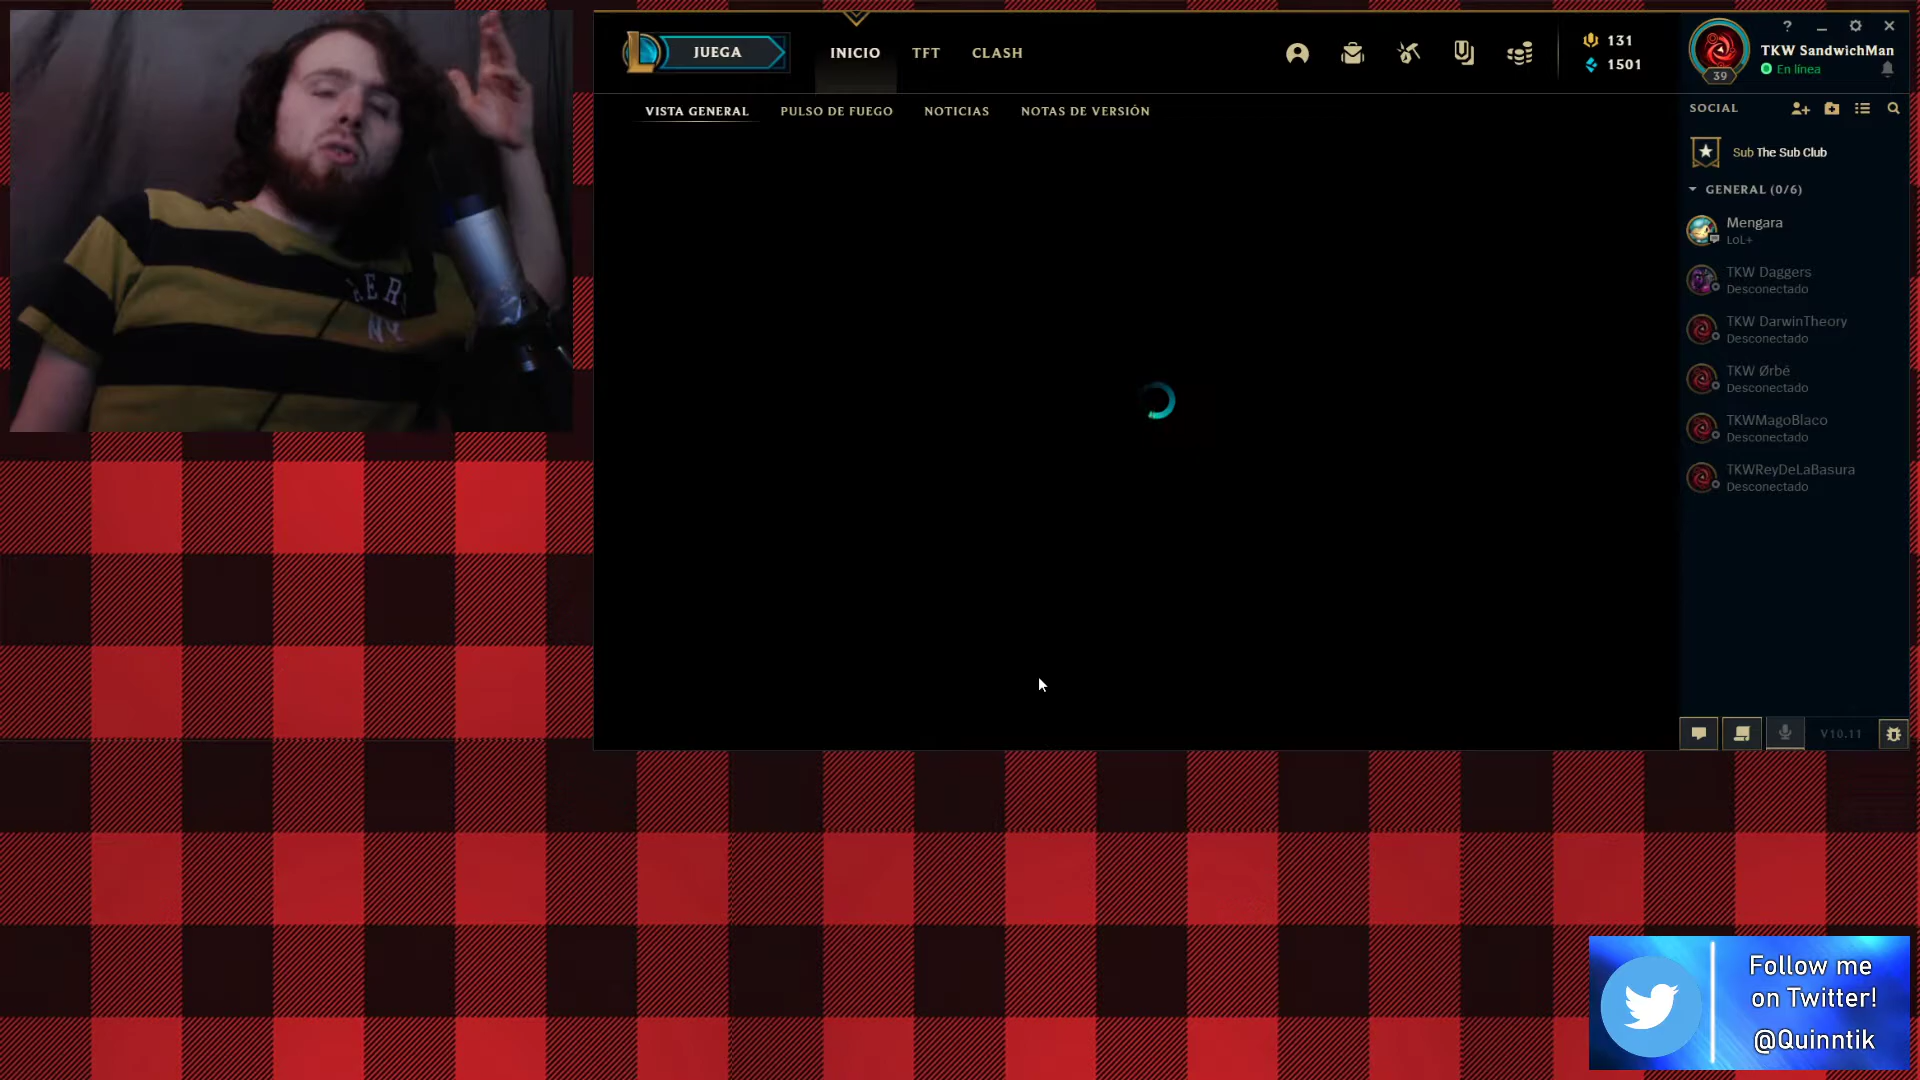 JUEGA
INICIO
TFT
CLASH
131
1501
39
?
TKW SandwichMan
En línea
VISTA GENERAL
PULSO DE FUEGO
NOTICIAS
NOTAS DE VERSIÓN
SOCIAL
Sub The Sub Club
GENERAL (0/6)
Mengara
LoL+
TKW Daggers
Desconectado
TKW DarwinTheory
Desconectado
TKW Ørbé
Desconectado
TKWMagoBlaco
Desconectado
TKWReyDeLaBasura
Desconectado
V10.11
Follow me
on Twitter!
@Quinntik